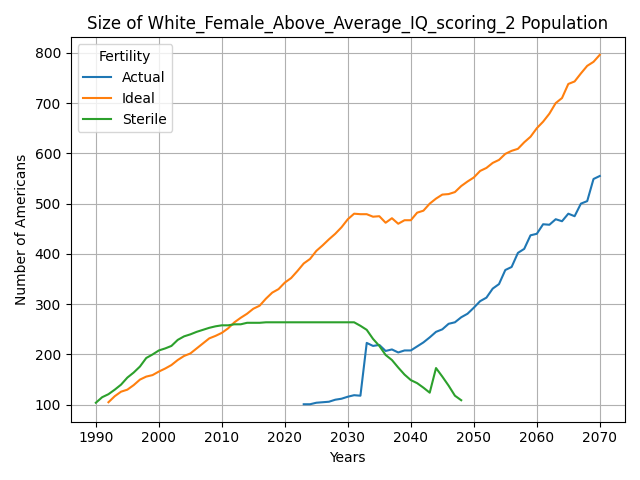 Size of White_Female_Above_Average_IQ_scoring_2 Population
Fertility
Actual
Ideal
Sterile
Number of Americans
800
700
600
500
400
300
200
100
1990 2000 2010 2020 2030 2040 2050 2060 2070
Years